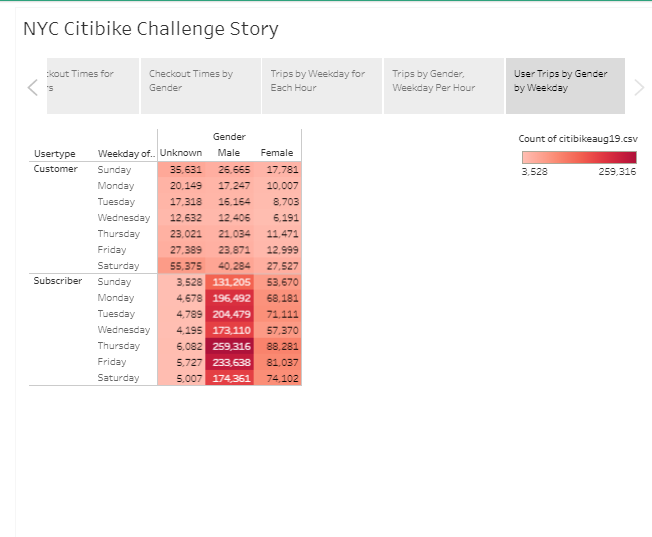 NYC Citibike Challenge Story
kout Times for Checkout Times by Trips by Weekday for Trips by Gender, User Trips by Gender
Gender Each Hour Weekday Per Hour by Weekday
Gender
Usertype Weekday of.. Unknown Male Female
Customer Sunday 35,631 26,665 17,781
Monday 20,149 17,247 10,007
Tuesday 17,318 16,164 8,703
Wednesday 12,632 12,406 6,191
Thursday 23,021 21,034 11,471
Friday 27,389 23,871 12,999
Saturday 55,375 40,284 27,527
Subscriber Sunday 3,528 131,205 53,670
Monday 4,678 196,492 68,181
Tuesday 4,789 204,479 71,111
Wednesday 4,195 173,110 57,370
Thursday 6,082 259,316 88,281
Friday 5,727 233,638 81,037
Saturday 5,007 174,361 74,102
Count of citibikeaug19.csv
3,528 259,316